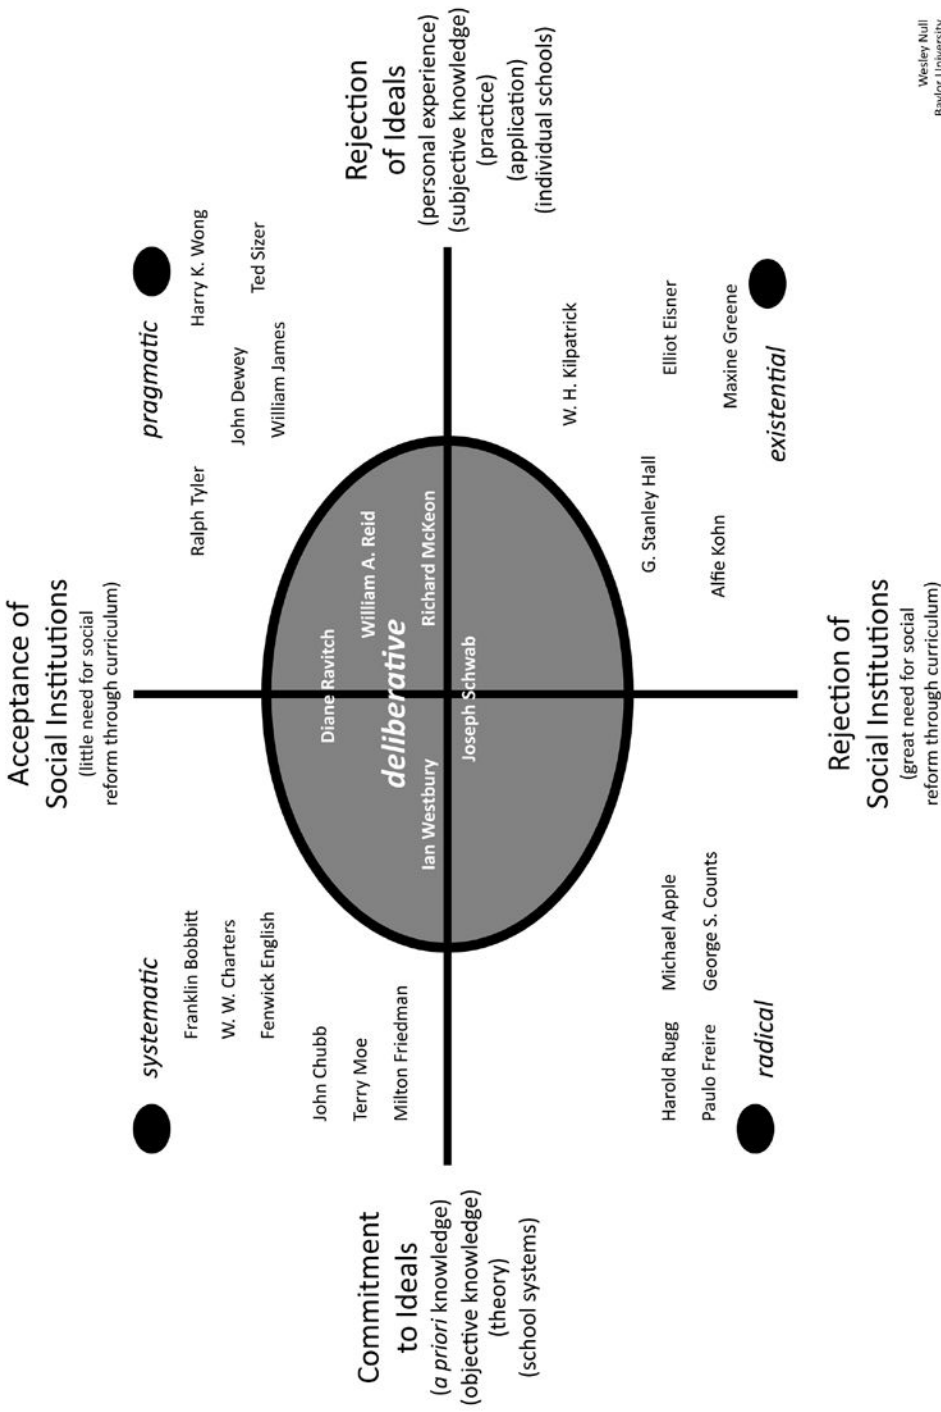 Acceptance of
Social Institutions
(little need for social
reform through curriculum)
systematic
pragmatic
Franklin Bobbitt
W. W. Charters
Fenwick English
John Chubb
Terry Moe
Milton Friedman
Ralph Tyler
Harry K. Wong
John Dewey
Ted Sizer
William James
Diane Ravitch
William A. Reid
deliberative
Ian Westbury
Richard McKeon
Joseph Schwab
Commitment
to Ideals
(a priori knowledge)
(objective knowledge)
(theory)
(school systems)
Rejection
of Ideals
(personal experience)
(subjective knowledge)
(practice)
(application)
(individual schools)
Harold Rugg
Michael Apple
Paulo Freire
George S. Counts
radical
W. H. Kilpatrick
G. Stanley Hall
Elliot Eisner
Alfie Kohn
Maxine Greene
existential
Rejection of
Social Institutions
(great need for social
reform through curriculum)
Wesley Null
Baylor University